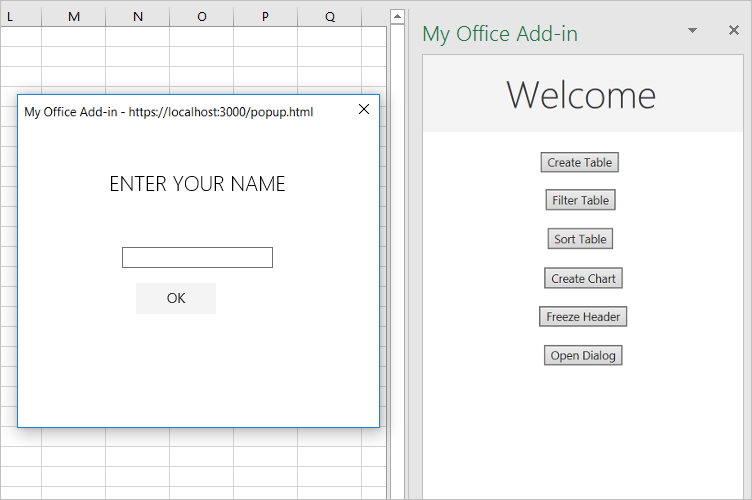 L M N O P Q
My Office Add-in - https://localhost:3000/popup.html
ENTER YOUR NAME
OK
My Office Add-in
Welcome
Create Table
Filter Table
Sort Table
Create Chart
Freeze Header
Open Dialog